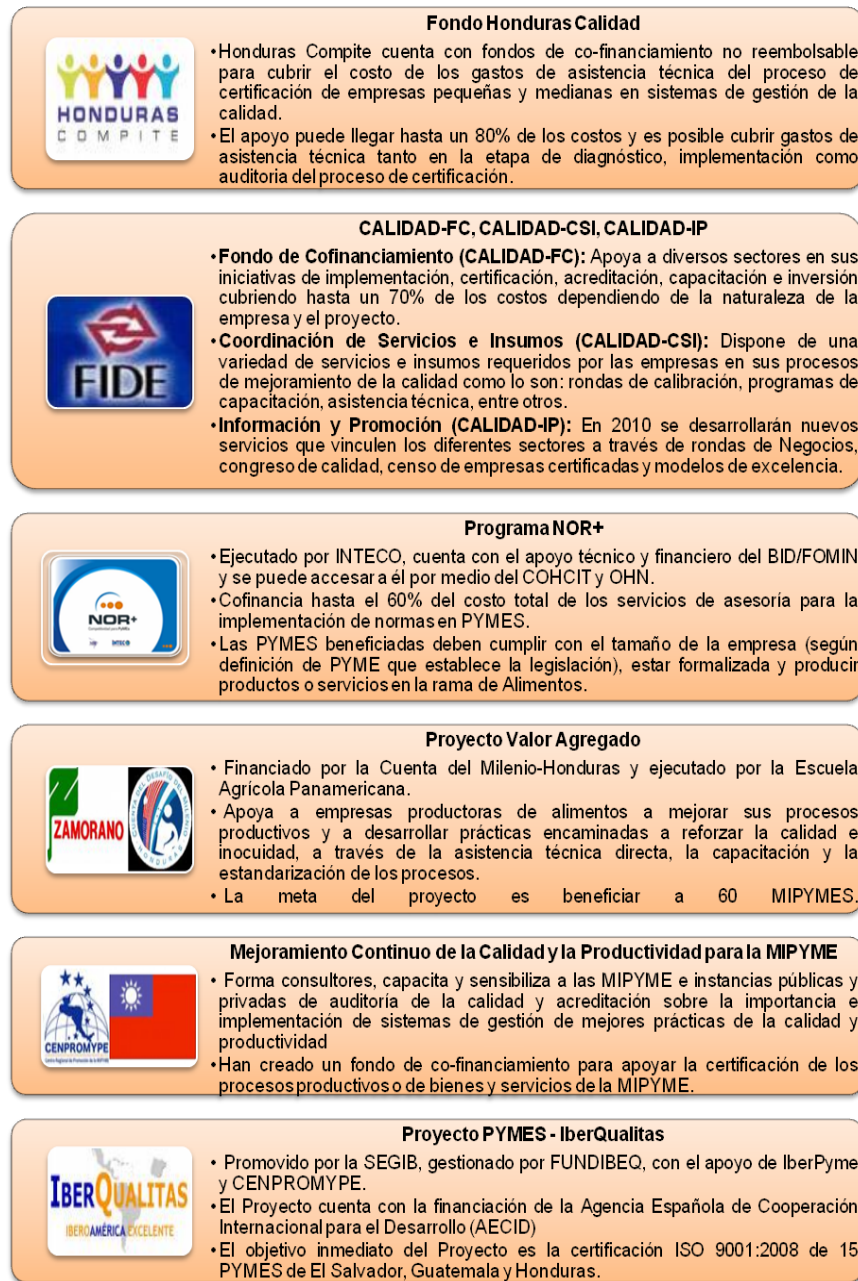 Fondo Honduras Calidad
HONDURAS
COMPITE
•Honduras Compite cuenta con fondos de co-financiamiento no reembolsable
para cubrir el costo de los gastos de asistencia técnica del proceso de
certificación de empresas pequeñas y medianas en sistemas de gestión de la
calidad.
•El apoyo puede llegar hasta un 80% de los costos y es posible cubrir gastos de
asistencia técnica tanto en la etapa de diagnóstico, implementación como
auditoria del proceso de certificación.
CALIDAD-FC, CALIDAD-CSI, CALIDAD-IP
FIDE
•Fondo de Cofinanciamiento (CALIDAD-FC): Apoya a diversos sectores en sus
iniciativas de implementación, certificación, acreditación, capacitación e inversión
cubriendo hasta un 70% de los costos dependiendo de la naturaleza de la
empresa y el proyecto.
•Coordinación de Servicios e Insumos (CALIDAD-CSI): Dispone de una
variedad de servicios e insumos requeridos por las empresas en sus procesos
de mejoramiento de la calidad como lo son: rondas de calibración, programas de
capacitación, asistencia técnica, entre otros.
•Información y Promoción (CALIDAD-IP): En 2010 se desarrollarán nuevos
servicios que vinculen los diferentes sectores a través de rondas de Negocios,
congreso de calidad, censo de empresas certificadas y modelos de excelencia.
Programa NOR+
NOR+
•Ejecutado por INTECO, cuenta con el apoyo técnico y financiero del BID/FOMIN
y se puede accesar a él por medio del COHCIT y OHN.
•Cofinancia hasta el 60% del costo total de los servicios de asesoría para la
implementación de normas en PYMES.
•Las PYMES beneficiadas deben cumplir con el tamaño de la empresa (según
definición de PYME que establece la legislación), estar formalizada y producir
productos o servicios en la rama de Alimentos.
Proyecto Valor Agregado
ZAMORANO
CUENTA DEL DESAFÍO DEL MILENIO
HONDURAS
• Financiado por la Cuenta del Milenio-Honduras y ejecutado por la Escuela
Agrícola Panamericana.
• Apoya a empresas productoras de alimentos a mejorar sus procesos
productivos y a desarrollar prácticas encaminadas a reforzar la calidad e
inocuidad, a través de la asistencia técnica directa, la capacitación y la
estandarización de los procesos.
• La meta del proyecto es beneficiar a 60 MIPYMES.
Mejoramiento Continuo de la Calidad y la Productividad para la MIPYME
CENPROMYPE
• Forma consultores, capacita y sensibiliza a las MIPYME e instancias públicas y
privadas de auditoría de la calidad y acreditación sobre la importancia e
implementación de sistemas de gestión de mejores prácticas de la calidad y
productividad
•Han creado un fondo de co-financiamiento para apoyar la certificación de los
procesos productivos o de bienes y servicios de la MIPYME.
Proyecto PYMES - IberQualitas
IBERQUALITAS
IBEROAMÉRICA EXCELENTE
• Promovido por la SEGIB, gestionado por FUNDIBEQ, con el apoyo de IberPyme
y CENPROMYPE.
•El Proyecto cuenta con la financiación de la Agencia Española de Cooperación
Internacional para el Desarrollo (AECID)
•El objetivo inmediato del Proyecto es la certificación ISO 9001:2008 de 15
PYMES de El Salvador, Guatemala y Honduras.